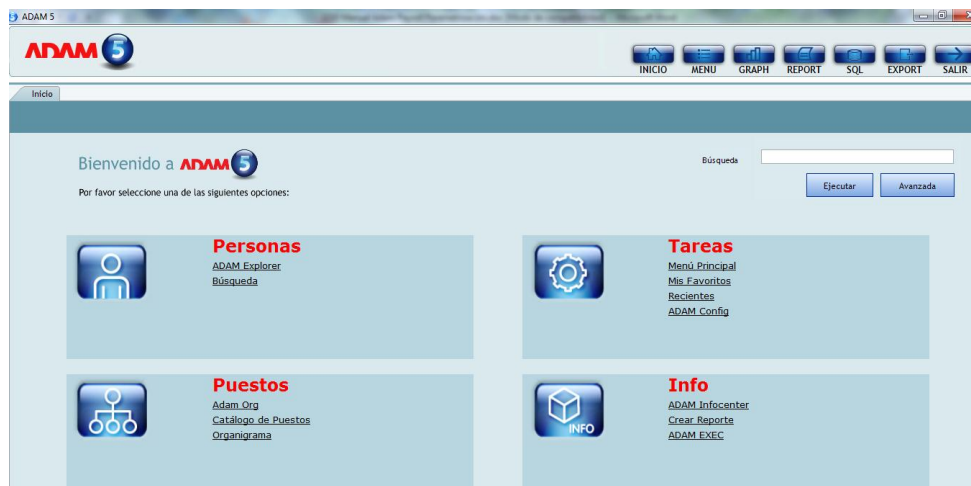 ADAM 5
ADAM 5
INICIO MENU GRAPH REPORT SQL EXPORT SALIR
Inicio
Bienvenido a ADAM 5
Por favor seleccione una de las siguientes opciones:
Búsqueda
Ejecutar Avanzada
Personas
ADAM Explorer
Búsqueda
Tareas
Menú Principal
Mis Favoritos
Recientes
ADAM Config
Puestos
Adam Org
Catálogo de Puestos
Organigrama
INFO
Info
ADAM Infocenter
Crear Reporte
ADAM EXEC